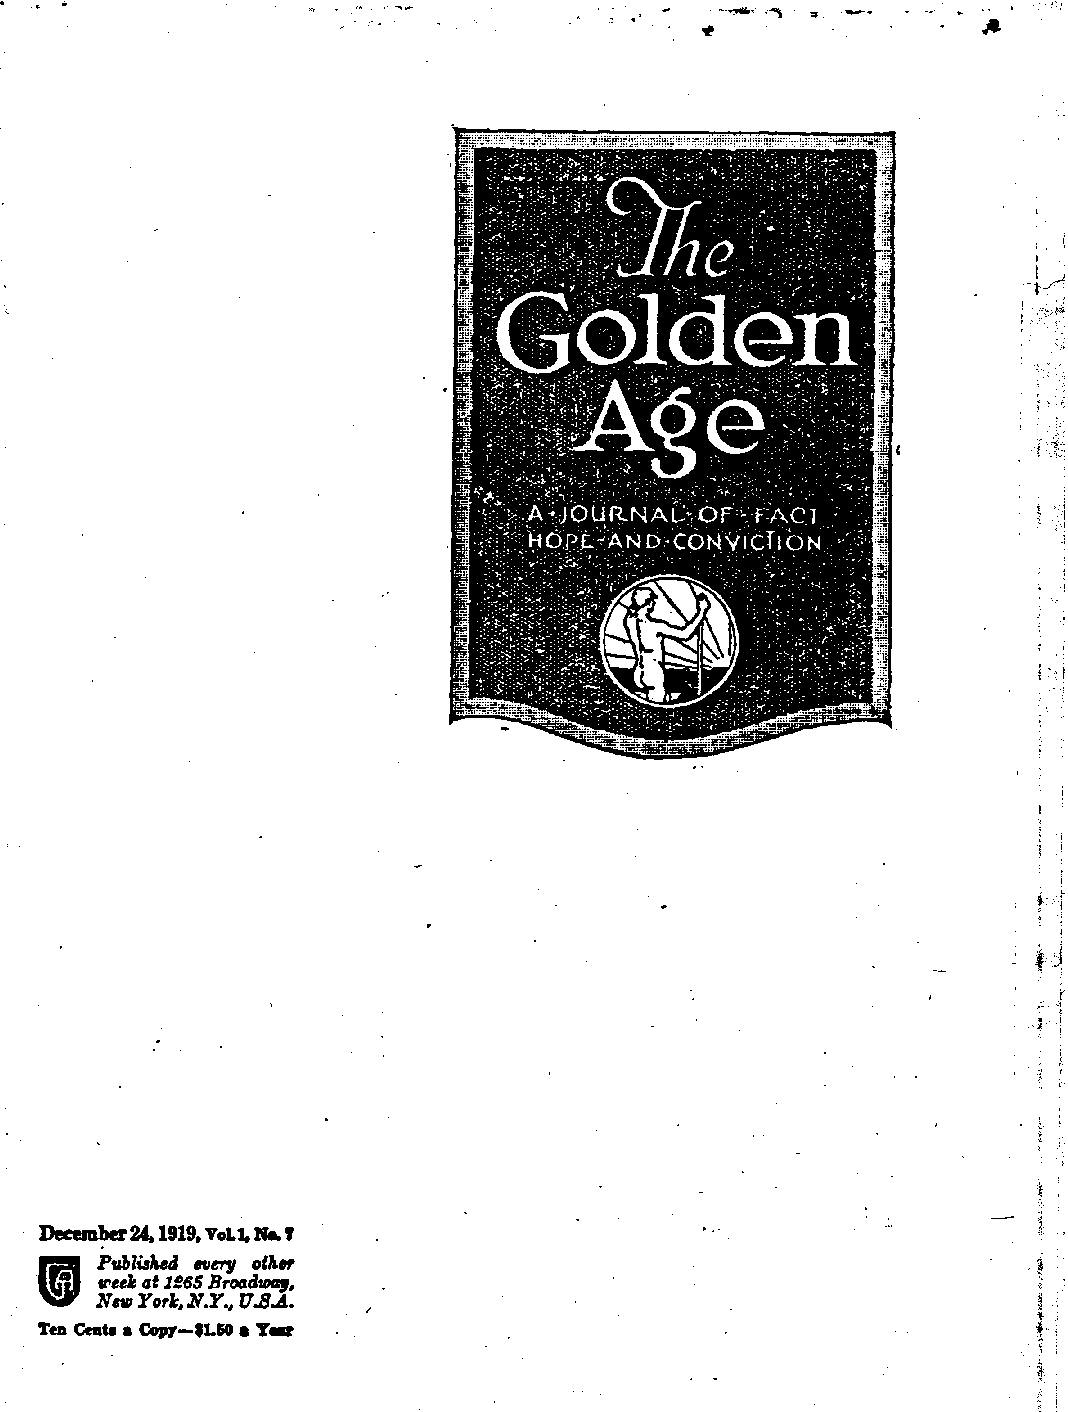 The
Golden
Age
A·JOURNAL·OF·FACT
HOPE·AND·CONVICTION
December 24, 1919, Vol. 1, No. 7
Published every other
week at 1265 Broadway,
New York, N.Y., U.S.A.
Ten Cents a Copy—$1.50 a Year